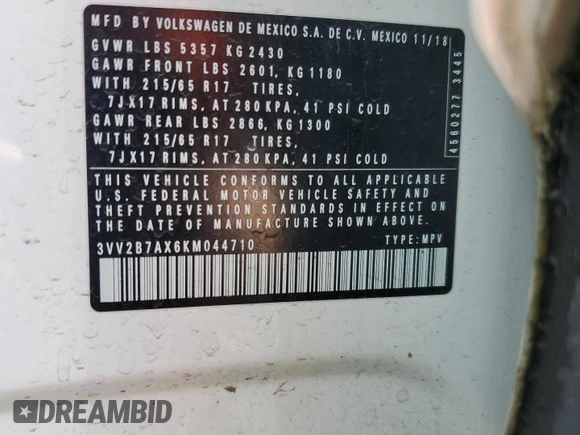 MFD BY VOLKSWAGEN DE MEXICO S.A. DE C.V. MEXICO 11/18
GVWR LBS 5357 KG 2430
GAWR FRONT LBS 2601, KG 1180
WITH 215/65 R17 TIRES,
7JX17 RIMS, AT 280 KPA, 41 PSI COLD
GAWR REAR LBS 2866, KG 1300
WITH 215/65 R17 TIRES,
7JX17 RIMS, AT 280 KPA, 41 PSI COLD
THIS VEHICLE CONFORMS TO ALL APPLICABLE
U.S. FEDERAL MOTOR VEHICLE SAFETY AND
THEFT PREVENTION STANDARDS IN EFFECT ON
THE DATE OF MANUFACTURE SHOWN ABOVE.
3VV2B7AX6KM044710 TYPE: MPV
4560277 3445
DREAMBID